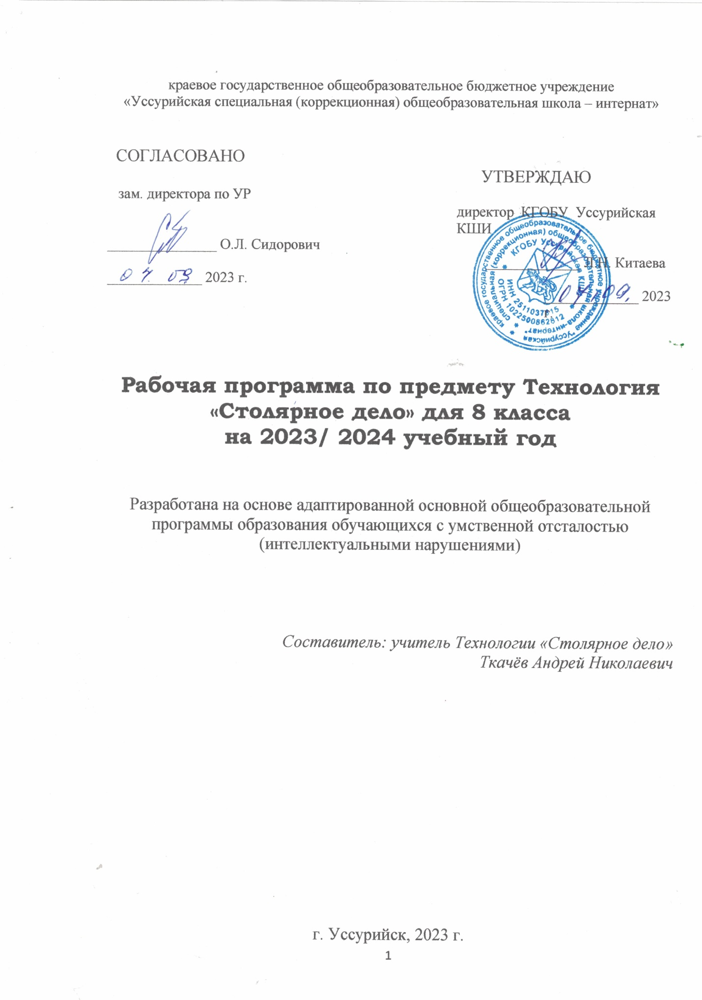 краевое государственное общеобразовательное бюджетное учреждение
«Уссурийская специальная (коррекционная) общеобразовательная школа – интернат»
СОГЛАСОВАНО
зам. директора по УР
О.Л. Сидорович
04. 09 2023 г.
УТВЕРЖДАЮ
директор КГОБУ Уссурийская
КШИ
Л.Н. Китаева
04. 09. 2023
г.
краевое государственное общеобразовательное бюджетное учреждение "Уссурийская
специальная (коррекционная) общеобразовательная школа-интернат"
КГОБУ Уссурийская КШИ
ИНН 2511037815
ОГРН 1022500862812
Рабочая программа по предмету Технология
«Столярное дело» для 8 класса
на 2023/ 2024 учебный год
Разработана на основе адаптированной основной общеобразовательной
программы образования обучающихся с умственной отсталостью
(интеллектуальными нарушениями)
Составитель: учитель Технологии «Столярное дело»
Ткачёв Андрей Николаевич
г. Уссурийск, 2023 г.
1